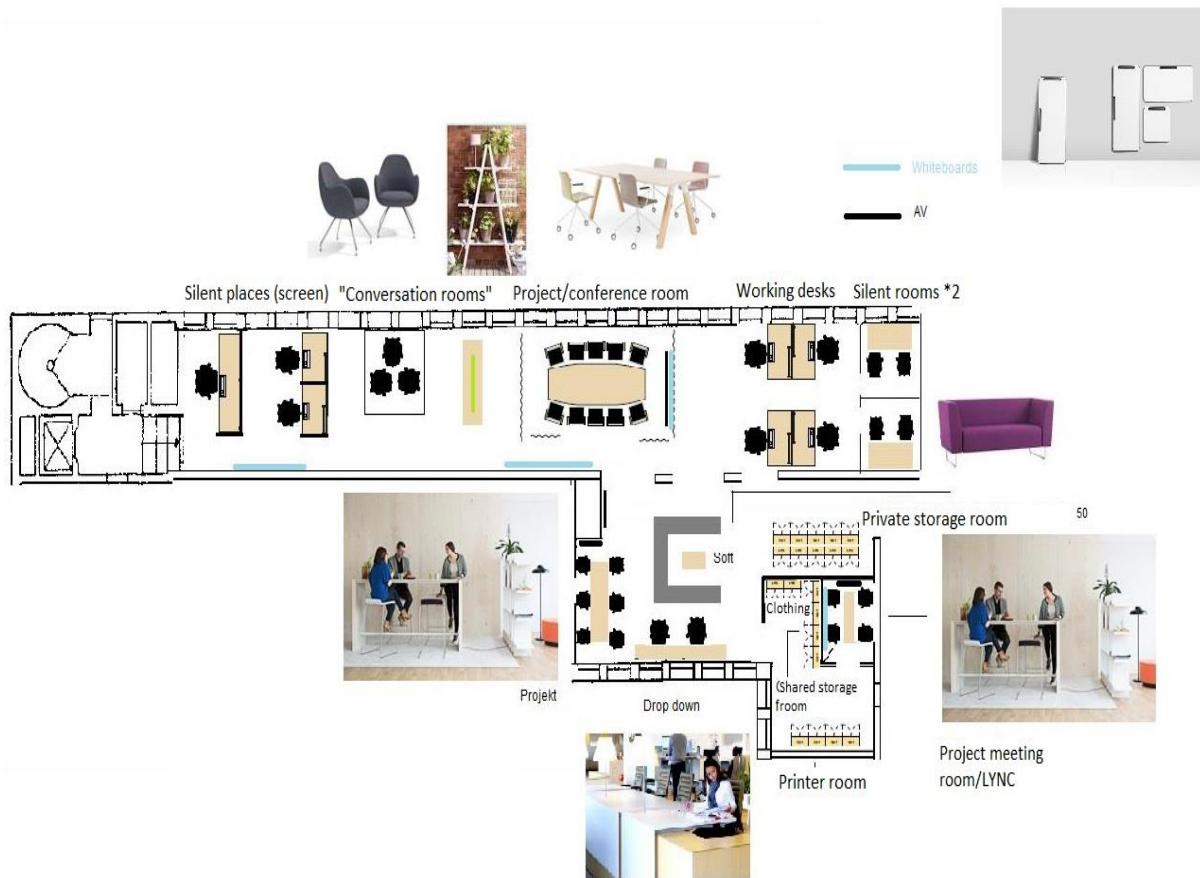 Whiteboards
AV
Silent places (screen)
"Conversation rooms"
Project/conference room
Working desks
Silent rooms *2
Private storage room
50
Soft
Clothing
(Shared storage
froom
Projekt
Drop down
Printer room
Project meeting
room/LYNC